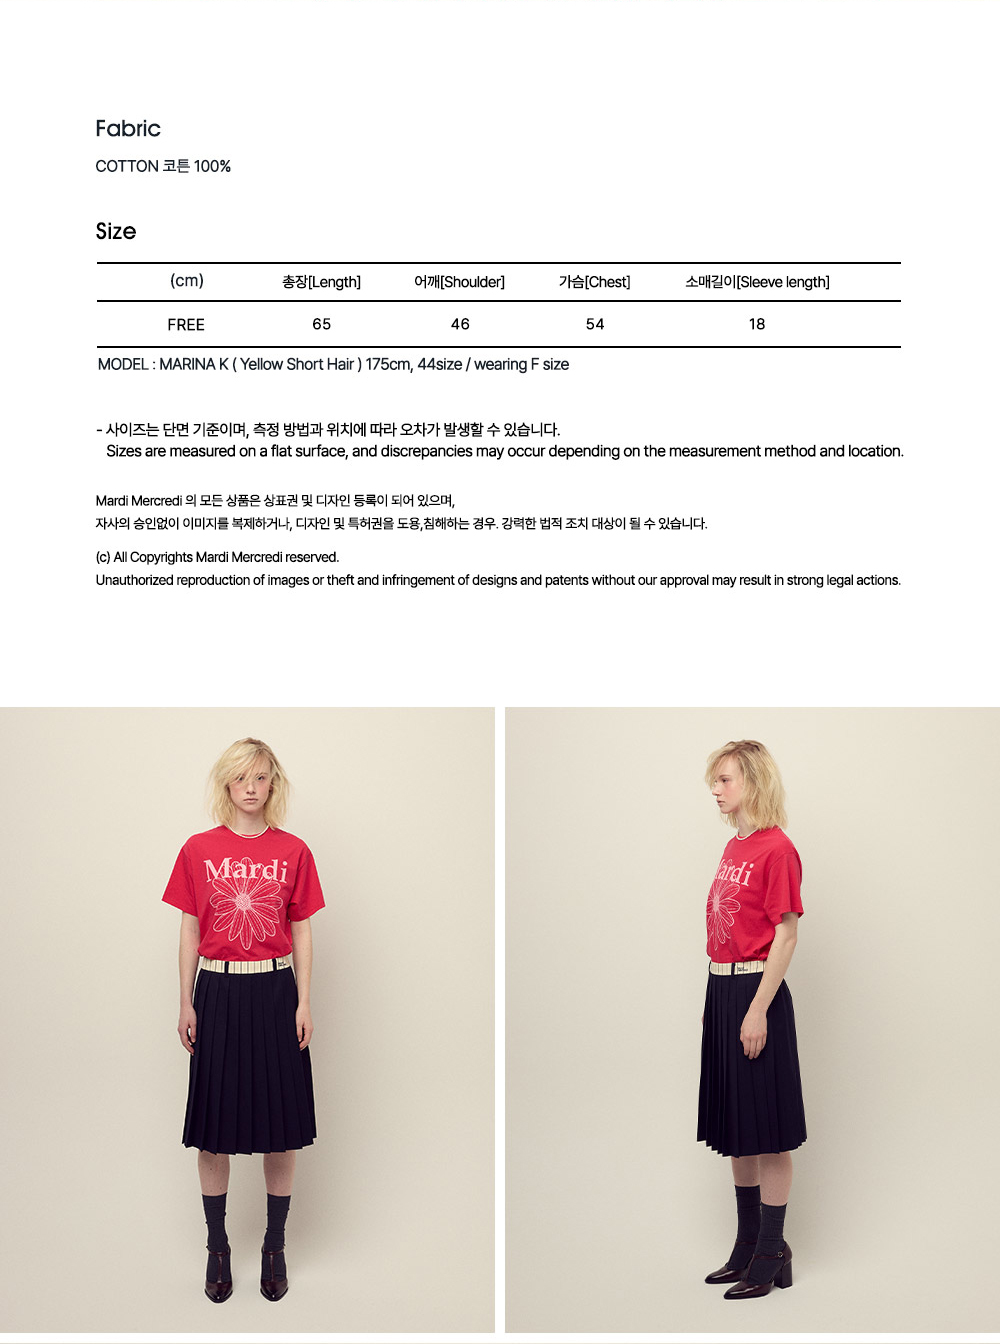 Fabric
COTTON 코튼 100%
Size
(cm) 총장[Length] 어깨[Shoulder] 가슴[Chest] 소매길이[Sleeve length]
FREE 65 46 54 18
MODEL : MARINA K ( Yellow Short Hair ) 175cm, 44size / wearing F size
- 사이즈는 단면 기준이며, 측정 방법과 위치에 따라 오차가 발생할 수 있습니다.
Sizes are measured on a flat surface, and discrepancies may occur depending on the measurement method and location.
Mardi Mercredi 의 모든 상품은 상표권 및 디자인 등록이 되어 있으며,
자사의 승인없이 이미지를 복제하거나, 디자인 및 특허권을 도용,침해하는 경우. 강력한 법적 조치 대상이 될 수 있습니다.
(c) All Copyrights Mardi Mercredi reserved.
Unauthorized reproduction of images or theft and infringement of designs and patents without our approval may result in strong legal actions.
Mardi
ardi